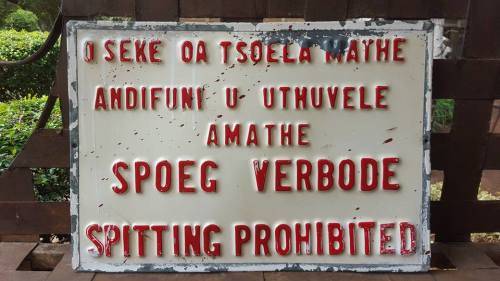 O SEKE OA TSOELA MATHE
ANDIFUNI U UTHUVELE
AMATHE
SPOEG VERBODE
SPITTING PROHIBITED